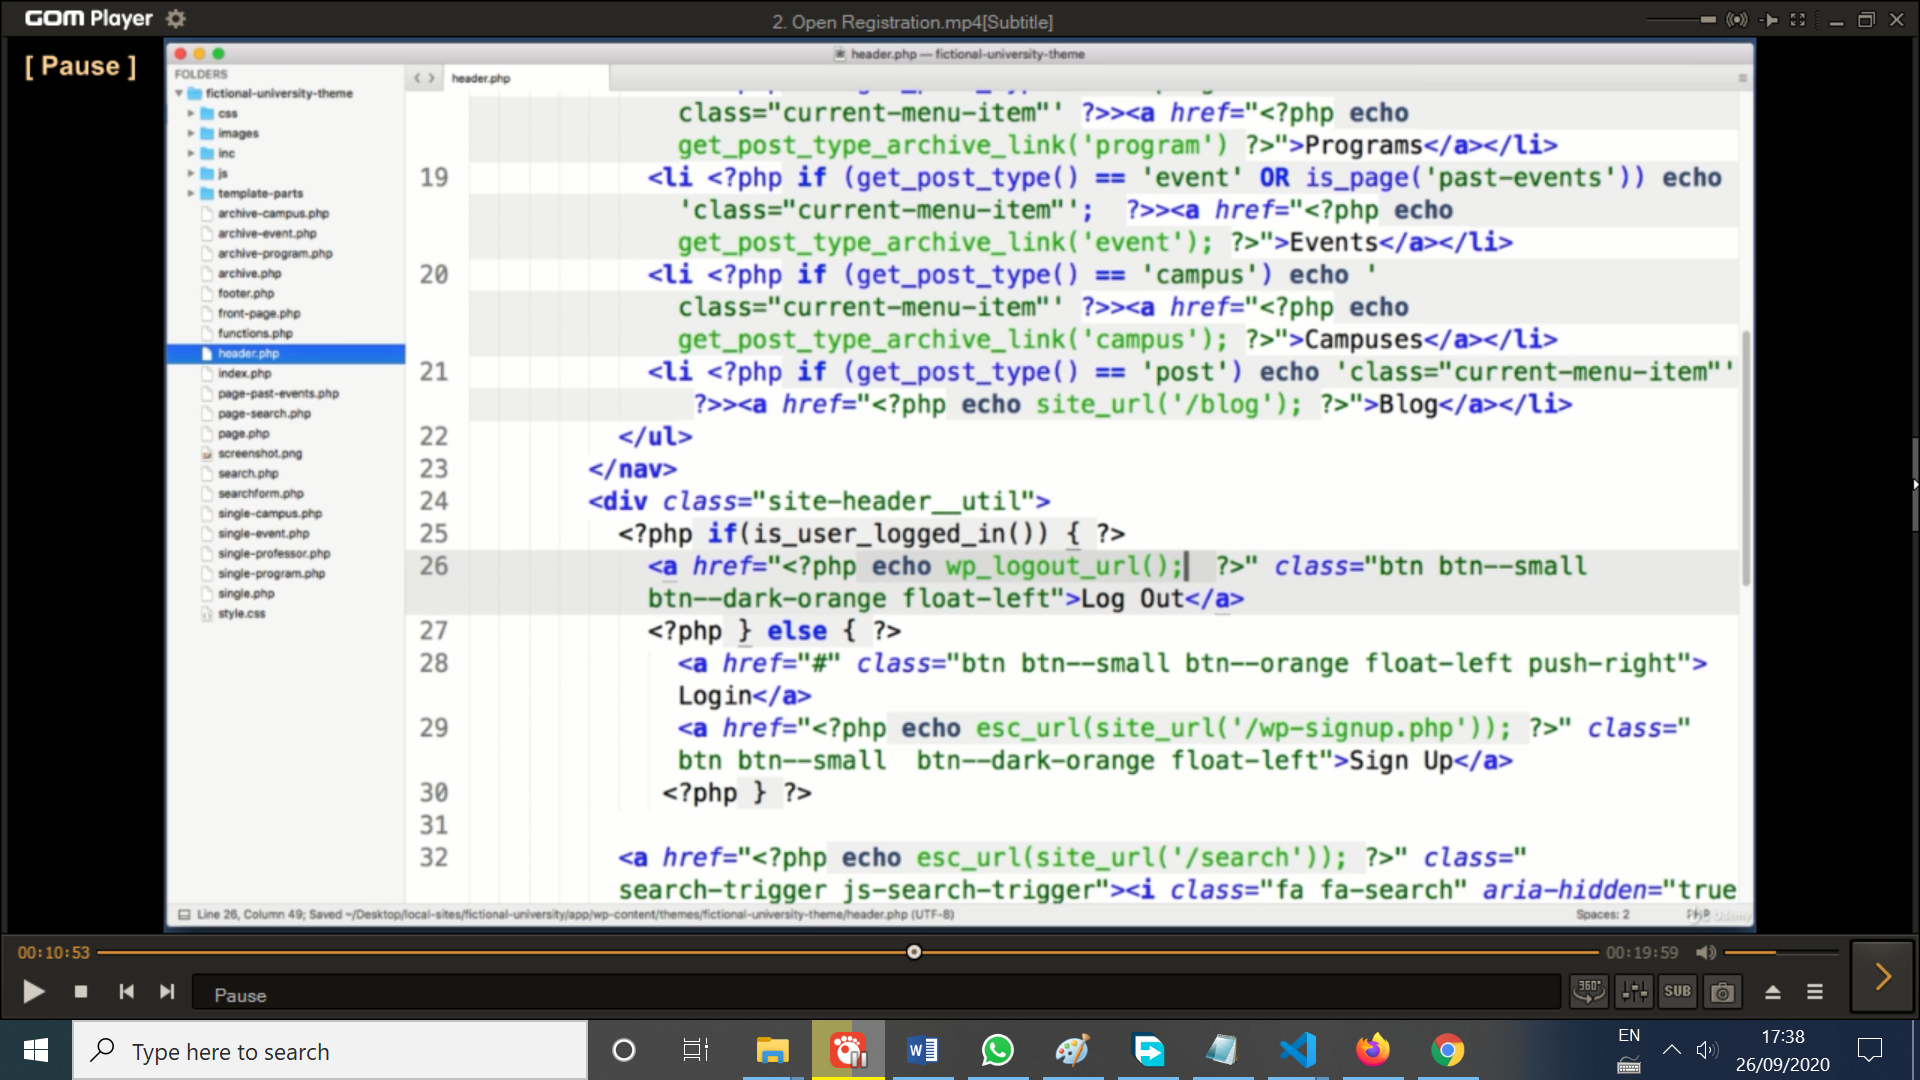 GOM Player
2. Open Registration.mp4[Subtitle]
[ Pause ]
header.php — fictional-university-theme
FOLDERS
fictional-university-theme
css
images
inc
js
template-parts
archive-campus.php
archive-event.php
archive-program.php
archive.php
footer.php
front-page.php
functions.php
header.php
index.php
page-past-events.php
page-search.php
page.php
screenshot.png
search.php
searchform.php
single-campus.php
single-event.php
single-professor.php
single-program.php
single.php
style.css
header.php
class="current-menu-item"' ?>><a href="<?php echo
get_post_type_archive_link('program') ?>">Programs</a></li>
19 <li <?php if (get_post_type() == 'event' OR is_page('past-events')) echo
'class="current-menu-item"';  ?>><a href="<?php echo
get_post_type_archive_link('event'); ?>">Events</a></li>
20 <li <?php if (get_post_type() == 'campus') echo '
class="current-menu-item"' ?>><a href="<?php echo
get_post_type_archive_link('campus'); ?>">Campuses</a></li>
21 <li <?php if (get_post_type() == 'post') echo 'class="current-menu-item"'
?>><a href="<?php echo site_url('/blog'); ?>">Blog</a></li>
22 </ul>
23 </nav>
24 <div class="site-header__util">
25 <?php if(is_user_logged_in()) { ?>
26 <a href="<?php echo wp_logout_url();  ?>" class="btn btn--small
btn--dark-orange float-left">Log Out</a>
27 <?php } else { ?>
28 <a href="#" class="btn btn--small btn--orange float-left push-right">
Login</a>
29 <a href="<?php echo esc_url(site_url('/wp-signup.php')); ?>" class="
btn btn--small  btn--dark-orange float-left">Sign Up</a>
30 <?php } ?>
31
32 <a href="<?php echo esc_url(site_url('/search')); ?>" class="
search-trigger js-search-trigger"><i class="fa fa-search" aria-hidden="true
Line 26, Column 49; Saved ~/Desktop/local-sites/fictional-university/app/wp-content/themes/fictional-university-theme/header.php (UTF-8)
Spaces: 2
PHP
Udemy
00:10:53
00:19:59
Pause
360°
SUB
Type here to search
EN
17:38
26/09/2020